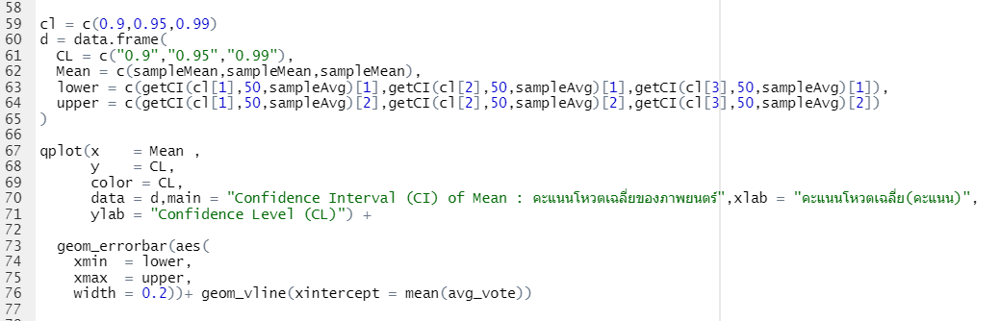 58
59 cl = c(0.9,0.95,0.99)
60 d = data.frame(
61   CL = c("0.9","0.95","0.99"),
62   Mean = c(sampleMean,sampleMean,sampleMean),
63   lower = c(getCI(cl[1],50,sampleAvg)[1],getCI(cl[2],50,sampleAvg)[1],getCI(cl[3],50,sampleAvg)[1]),
64   upper = c(getCI(cl[1],50,sampleAvg)[2],getCI(cl[2],50,sampleAvg)[2],getCI(cl[3],50,sampleAvg)[2])
65 )
66
67 qplot(x    = Mean ,
68       y    = CL,
69       color = CL,
70       data = d,main = "Confidence Interval (CI) of Mean : คะแนนโหวตเฉลี่ยของภาพยนตร์",xlab = "คะแนนโหวตเฉลี่ย(คะแนน)",
71       ylab = "Confidence Level (CL)") +
72
73   geom_errorbar(aes(
74     xmin  = lower,
75     xmax  = upper,
76     width = 0.2))+ geom_vline(xintercept = mean(avg_vote))
77